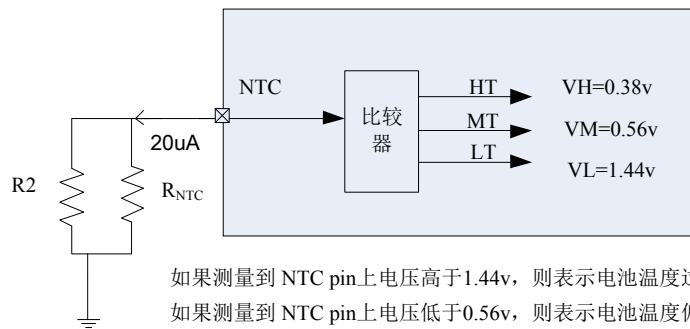 NTC
HT
VH=0.38v
比较器
MT
VM=0.56v
20uA
LT
VL=1.44v
R2
RNTC
如果测量到 NTC pin上电压高于1.44v，则表示电池温度过
如果测量到 NTC pin上电压低于0.56v，则表示电池温度